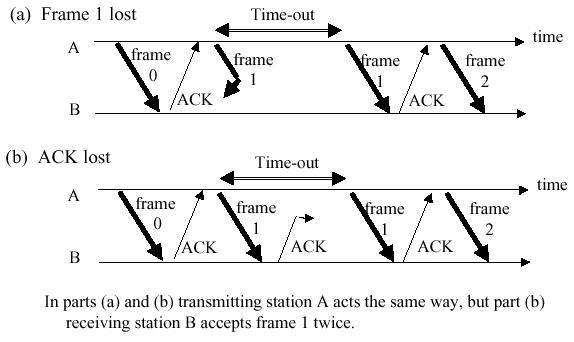 (a) Frame 1 lost
Time-out
A
time
frame
0
ACK
frame
1
frame
1
ACK
frame
2
B
(b) ACK lost
Time-out
A
time
frame
0
ACK
frame
1
ACK
frame
1
ACK
frame
2
B
In parts (a) and (b) transmitting station A acts the same way, but part (b)
receiving station B accepts frame 1 twice.